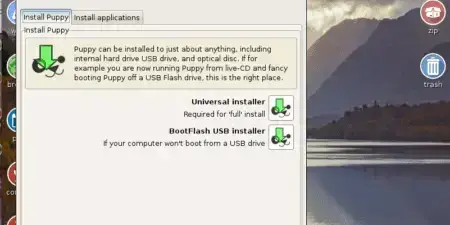 Install Puppy
Install applications
Install Puppy
Puppy can be installed to just about anything, including
internal hard drive USB drive, and optical disc. If for
example you are now running Puppy from live-CD and fancy
booting Puppy off a USB Flash drive, this is the right place.
Universal installer
Required for 'full' install
BootFlash USB installer
If your computer won't boot from a USB drive
zip
trash